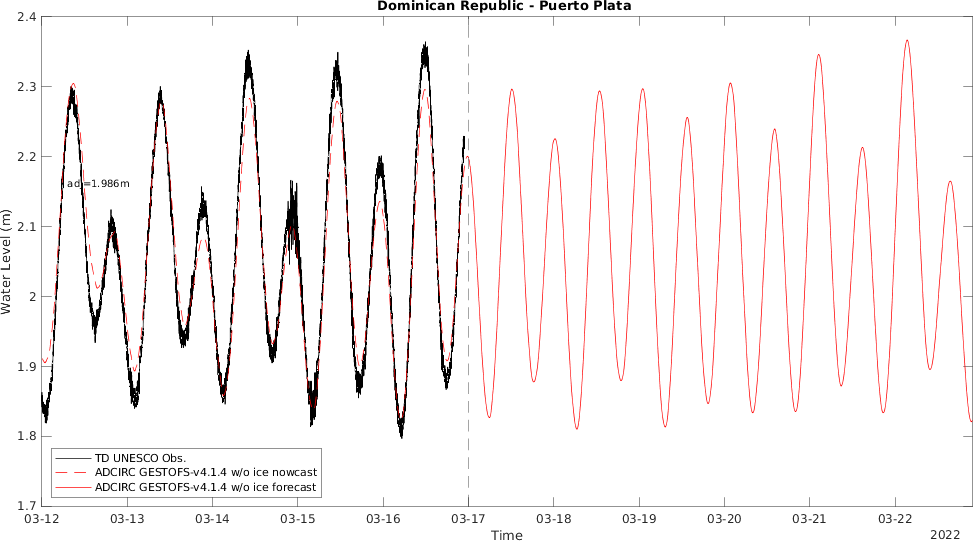 Dominican Republic - Puerto Plata
Water Level (m)
2.4
2.3
2.2
2.1
2
1.9
1.8
1.7
adj=1.986m
TD UNESCO Obs.
ADCIRC GESTOFS-v4.1.4 w/o ice nowcast
ADCIRC GESTOFS-v4.1.4 w/o ice forecast
03-12 03-13 03-14 03-15 03-16 03-17 03-18 03-19 03-20 03-21 03-22
Time
2022